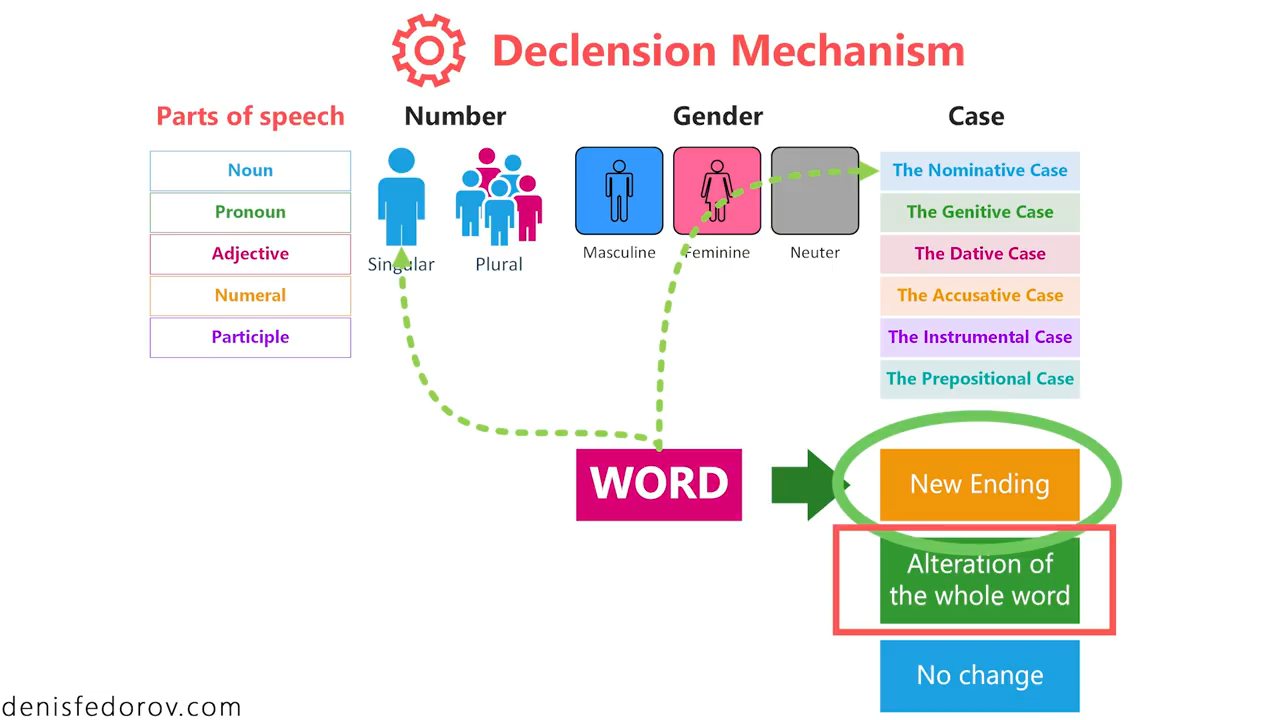 Declension Mechanism
Parts of speech
Noun
Pronoun
Adjective
Numeral
Participle
Number
Singular
Plural
Gender
Masculine
Feminine
Neuter
Case
The Nominative Case
The Genitive Case
The Dative Case
The Accusative Case
The Instrumental Case
The Prepositional Case
WORD
New Ending
Alteration of
the whole word
No change
denisfedorov.com